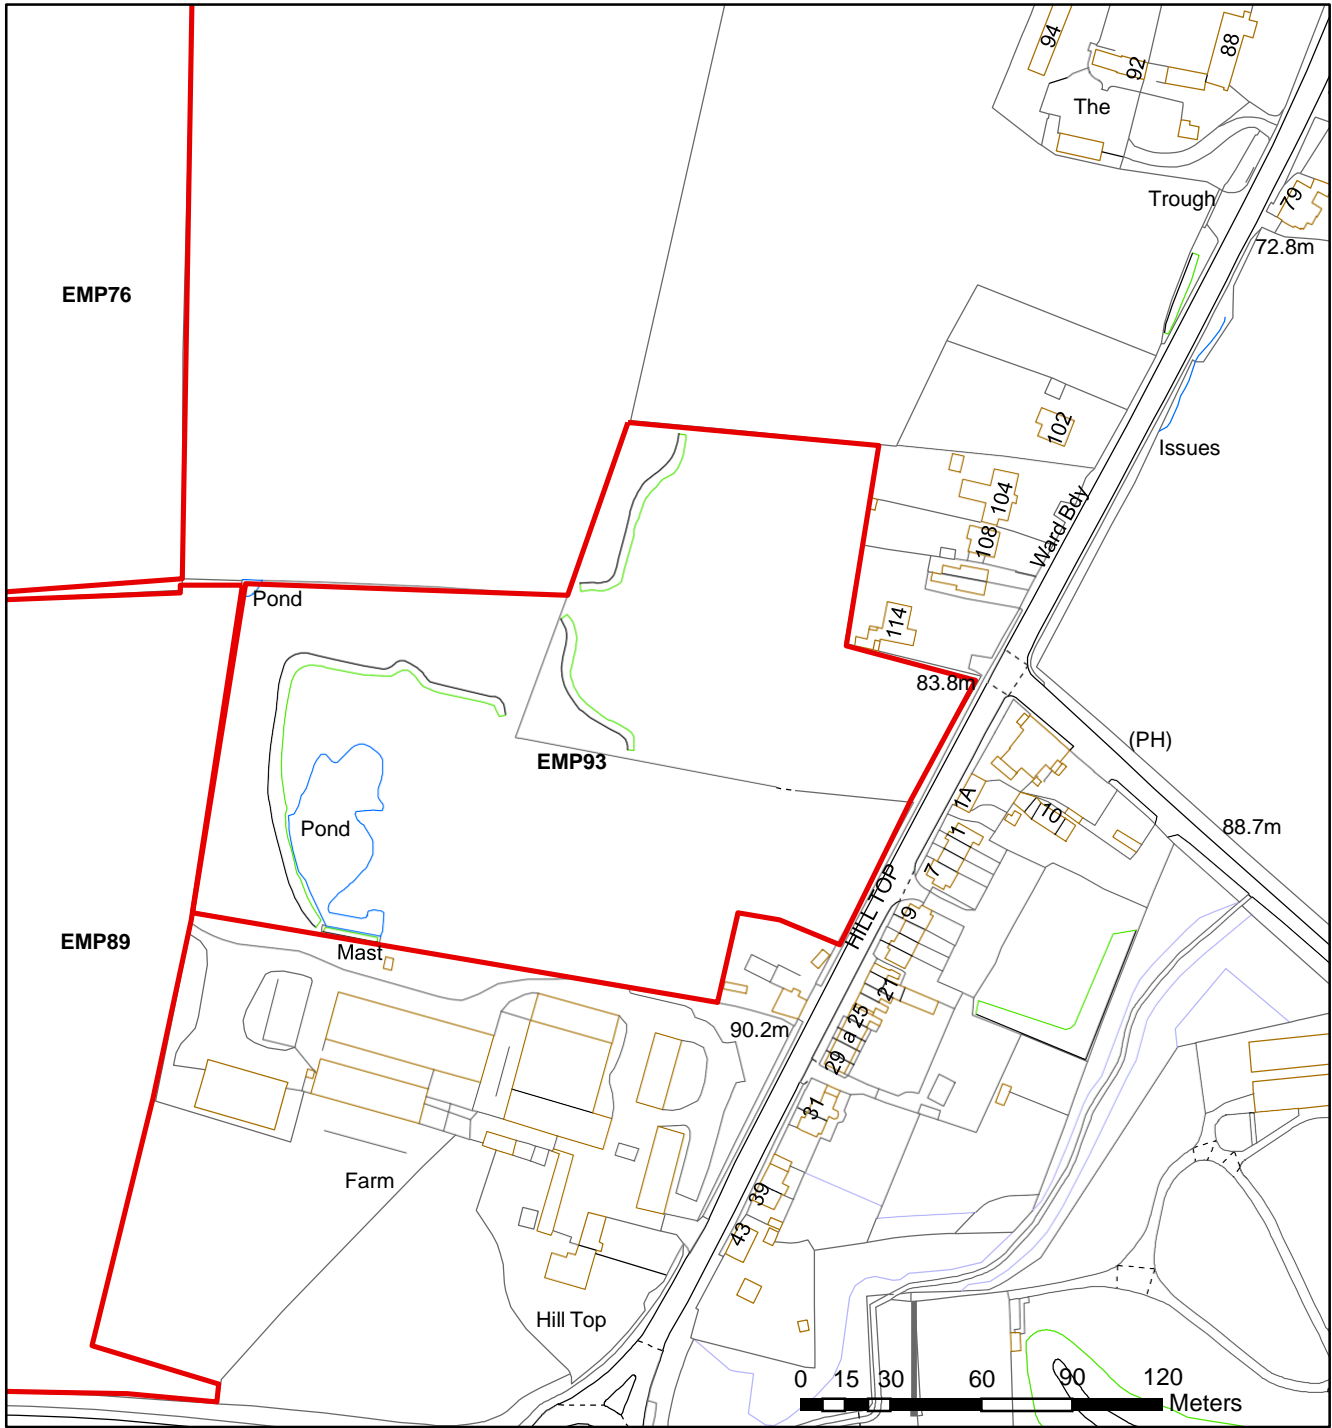 94
92
88
The
Trough
79
72.8m
EMP76
102
Issues
104
Ward Bdy
108
Pond
114
83.8m
(PH)
EMP93
1A
10
1
88.7m
Pond
7
HILL TOP
9
EMP89
Mast
21
25
90.2m
a
29
31
Farm
39
43
Hill Top
0 15 30 60 90 120
Meters